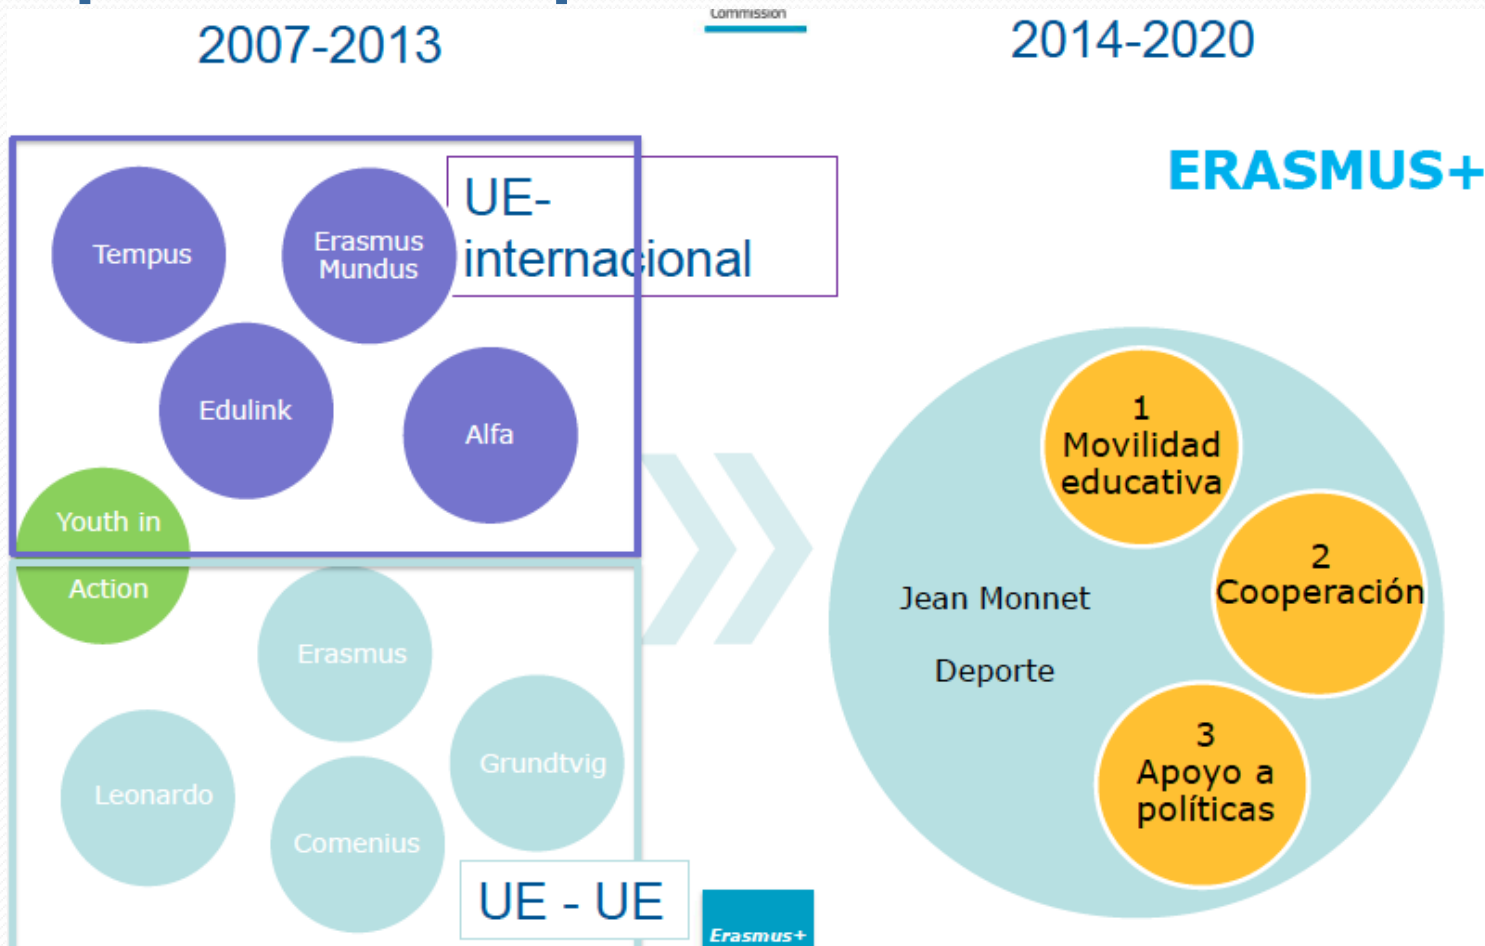 2007-2013
Commission
2014-2020
ERASMUS+
UE-
internacional
Tempus
Erasmus
Mundus
Edulink
Alfa
Youth in
Action
Erasmus
Leonardo
Grundtvig
Comenius
UE - UE
Erasmus+
1
Movilidad
educativa
2
Cooperación
Jean Monnet
Deporte
3
Apoyo a
políticas